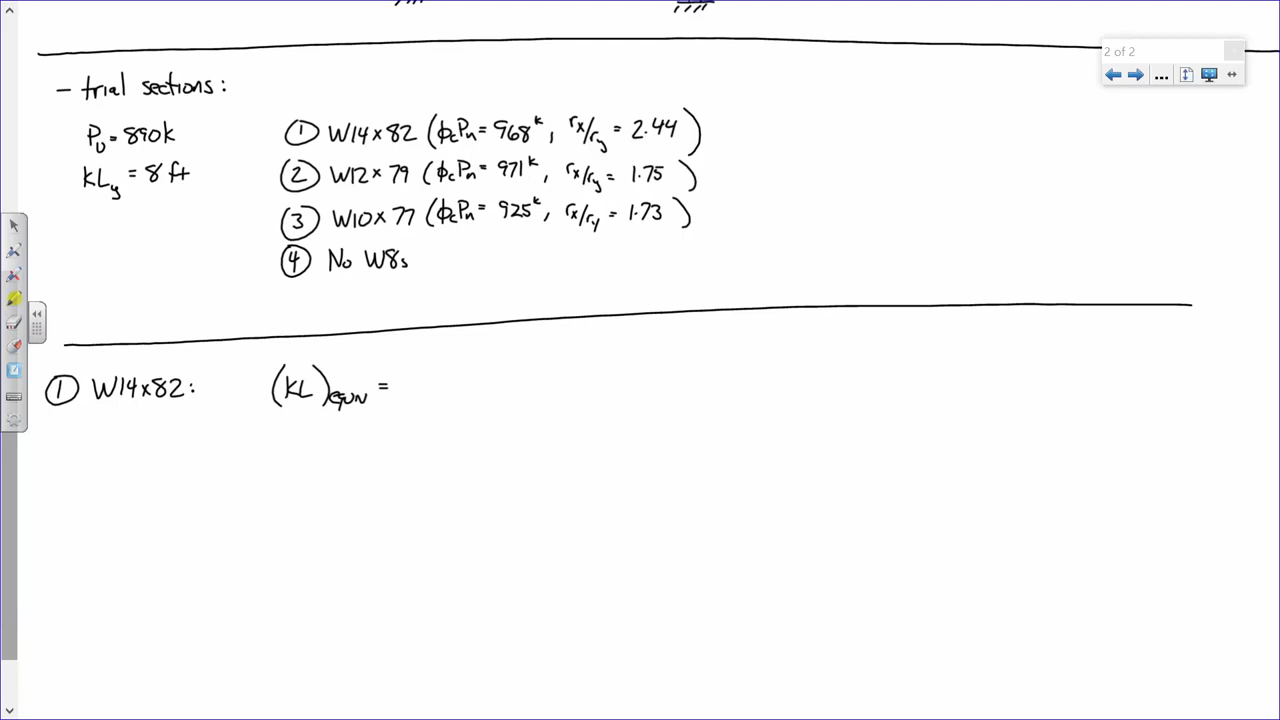 2 of 2
- trial sections:
Pu = 890k
kLy = 8 ft
① W14×82 (ϕcPn = 968ᵏ, rx/ry = 2.44)
② W12×79 (ϕcPn = 971ᵏ, rx/ry = 1.75)
③ W10×77 (ϕcPn = 925ᵏ, rx/ry = 1.73)
④ No W8s
① W14×82: (KL)EQUIV =